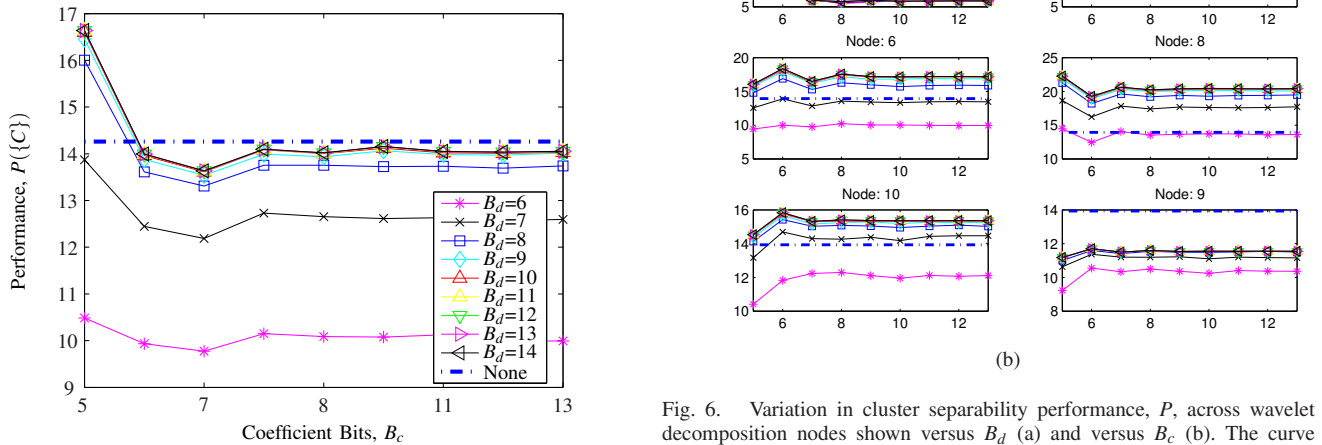 17
16
15
14
13
12
11
10
9
5 7 8 11 13
Performance, P({C})
Coefficient Bits, B_c
B_d=6
B_d=7
B_d=8
B_d=9
B_d=10
B_d=11
B_d=12
B_d=13
B_d=14
None
5
6 8 10 12
5
6 8 10 12
Node: 6
20
15
10
5
6 8 10 12
Node: 8
25
20
15
10
6 8 10 12
Node: 10
16
14
12
10
6 8 10 12
Node: 9
14
12
10
8
6 8 10 12
(b)
Fig. 6. Variation in cluster separability performance, P, across wavelet
decomposition nodes shown versus B_d (a) and versus B_c (b). The curve